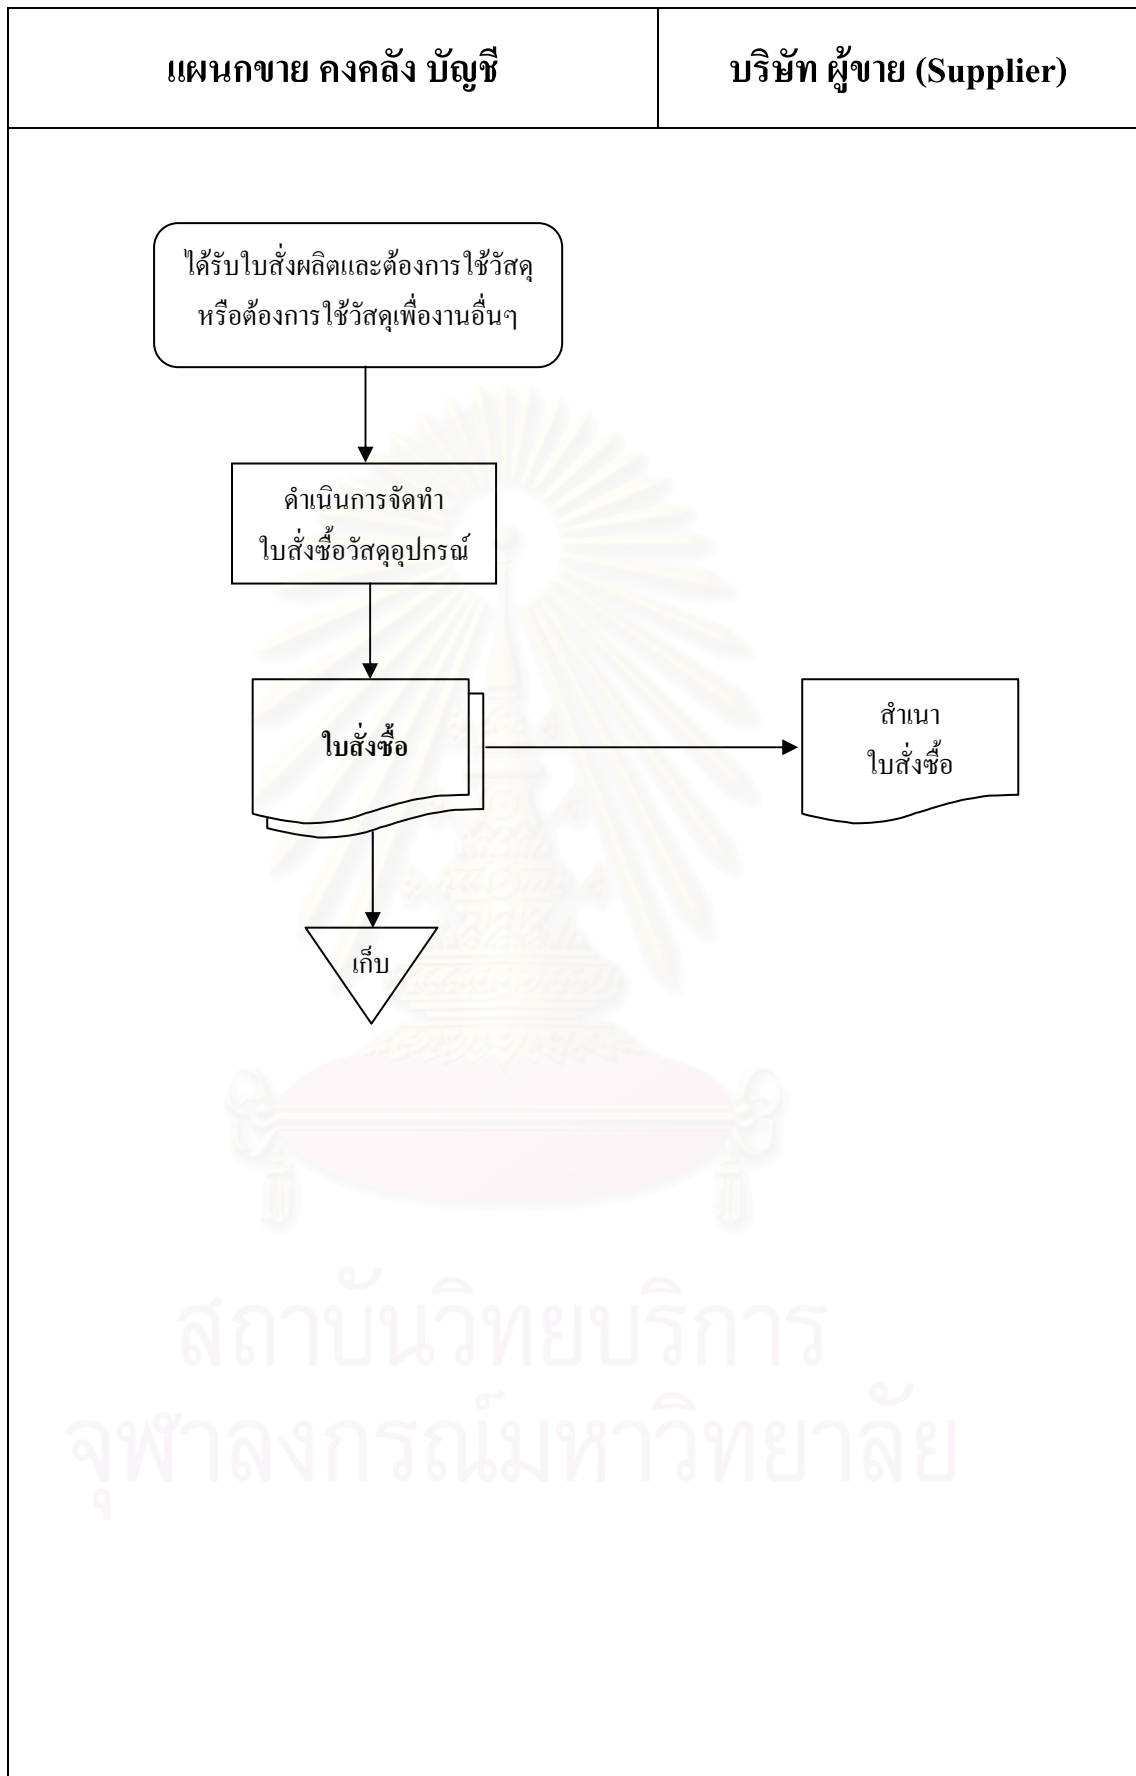 แผนกขาย คงคลัง บัญชี
บริษัท ผู้ขาย (Supplier)
ได้รับใบสั่งผลิตและต้องการใช้วัสดุ
หรือต้องการใช้วัสดุเพื่องานอื่นๆ
ดำเนินการจัดทำ
ใบสั่งซื้อวัสดุอุปกรณ์
ใบสั่งซื้อ
สำเนา
ใบสั่งซื้อ
เก็บ
สถาบันวิทยบริการ
จุฬาลงกรณ์มหาวิทยาลัย